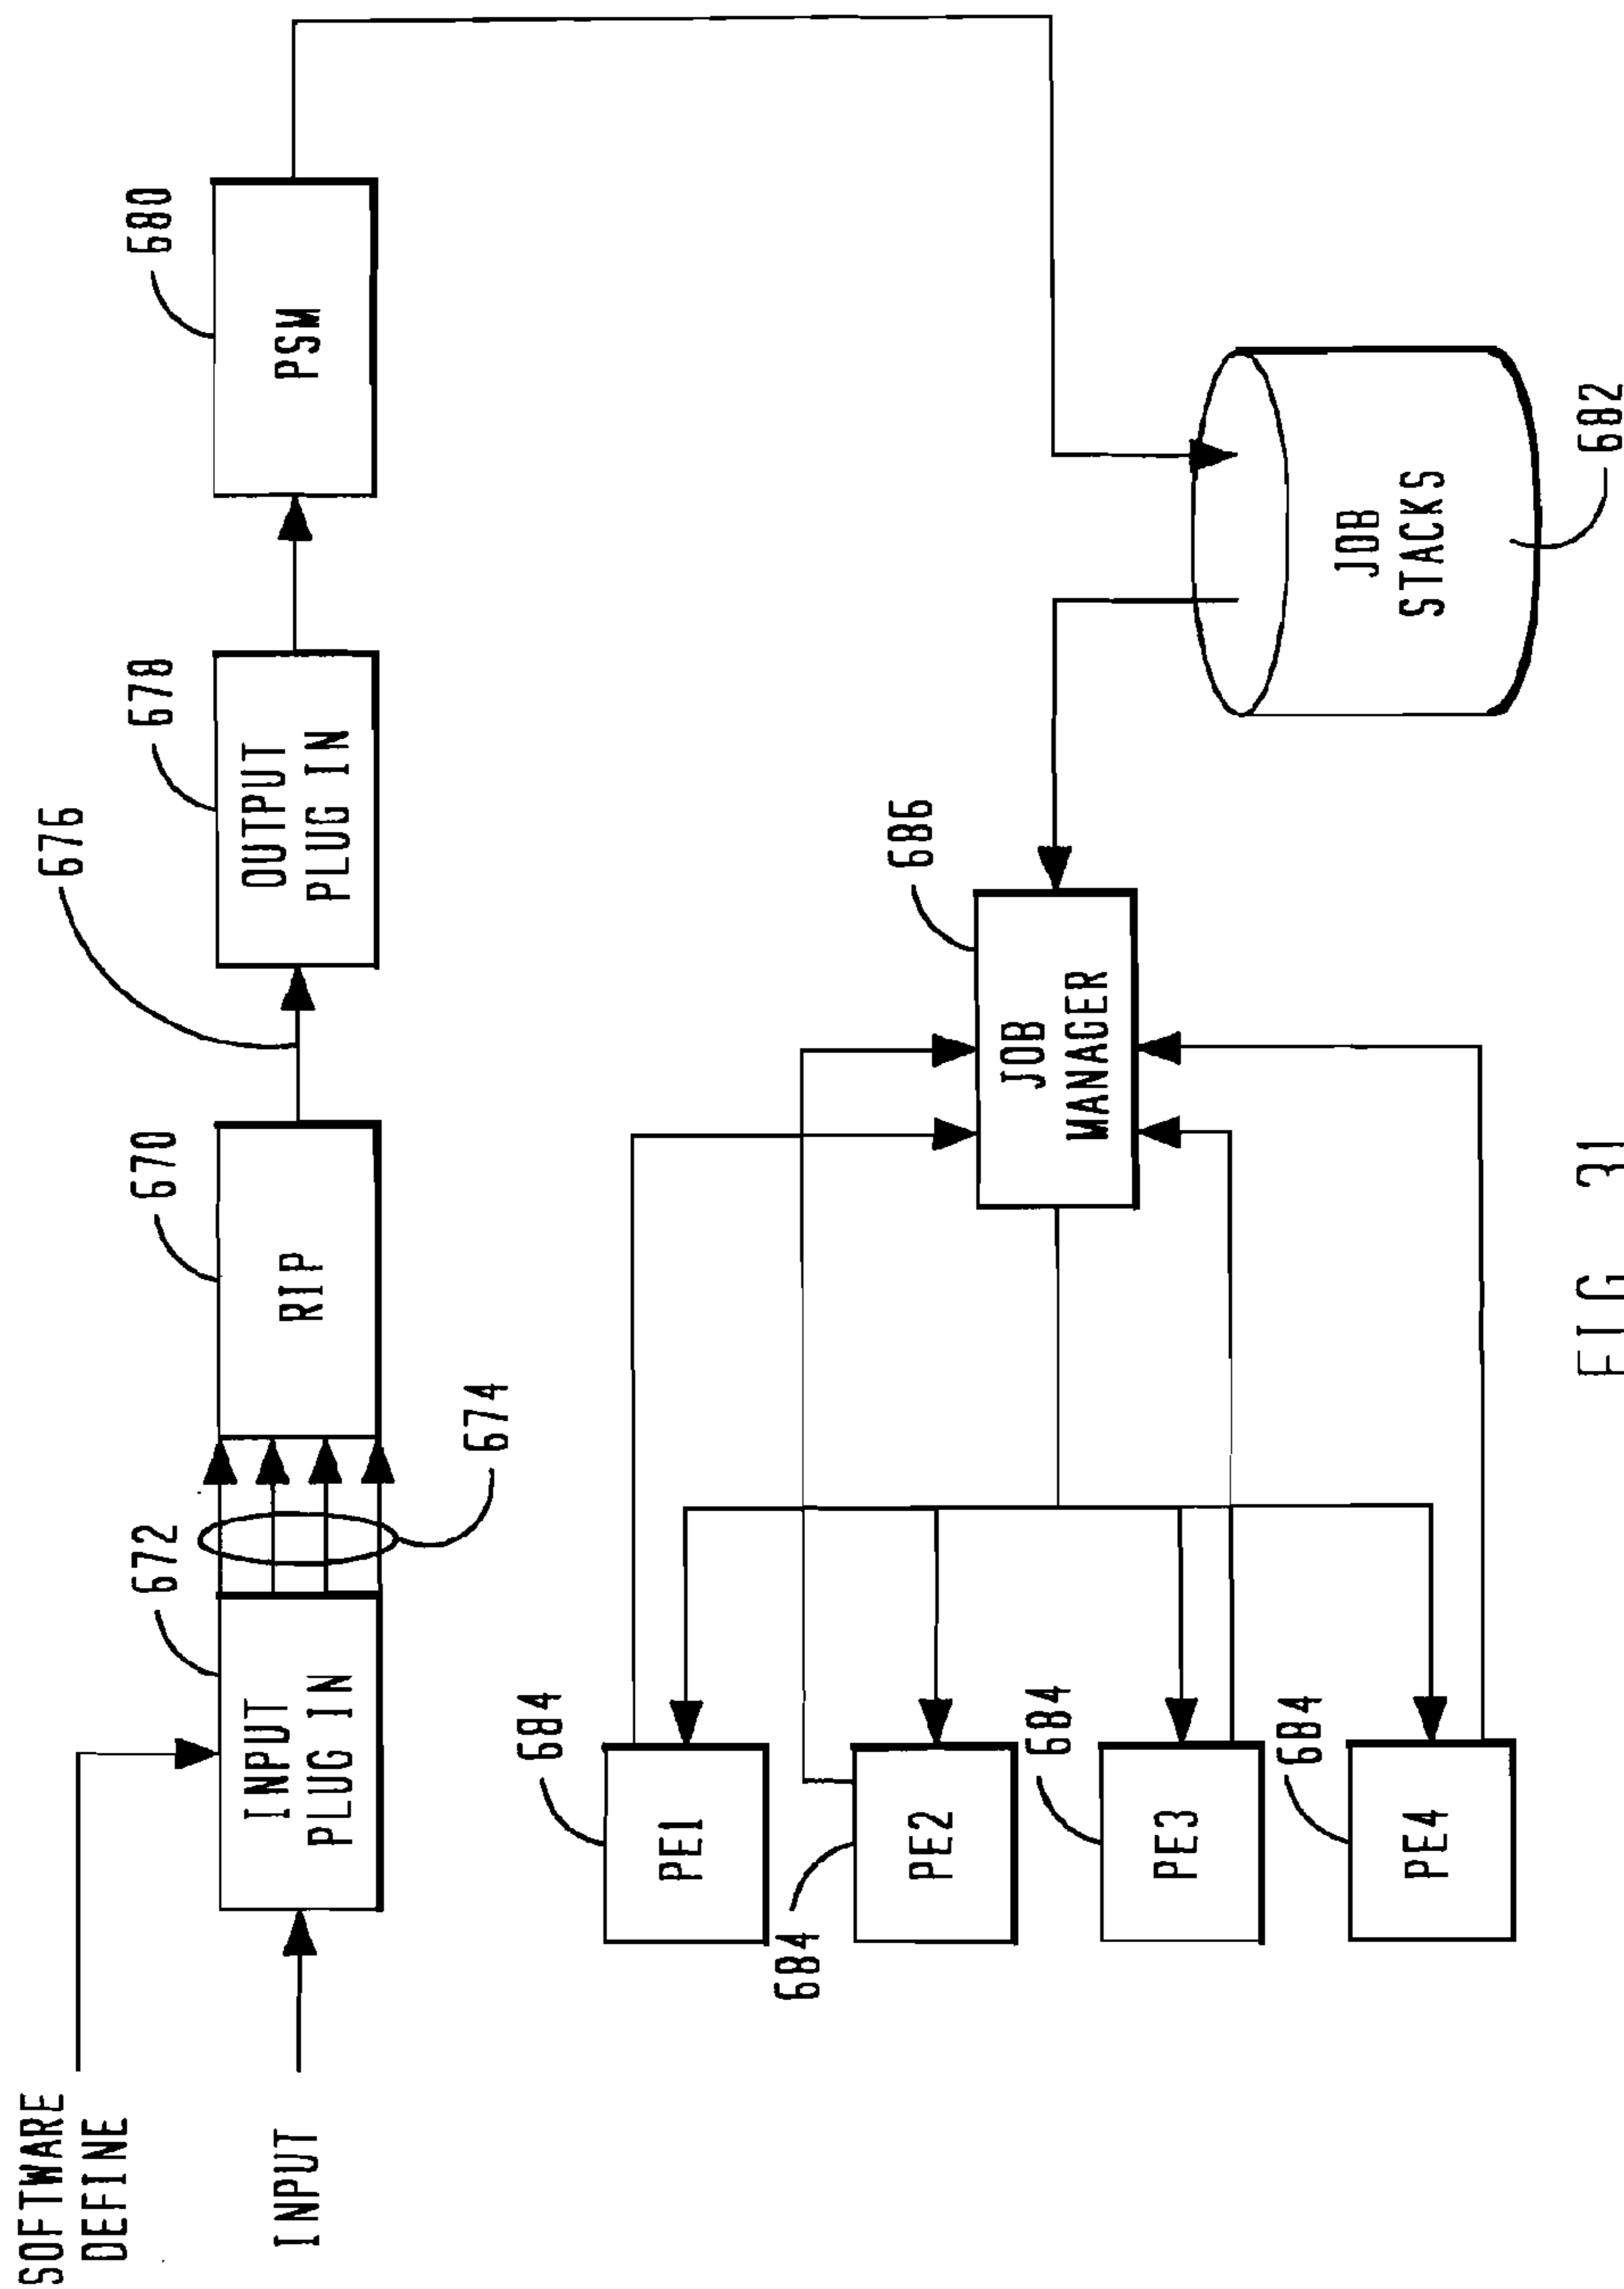 SOFTWARE
DEFINE
INPUT
672
INPUT
PLUG IN
674
670
RIP
676
678
OUTPUT
PLUG IN
680
PSM
684
PE1
684
PE2
684
PE3
684
PE4
686
JOB
MANAGER
JOB
STACKS
682
FIG. 31